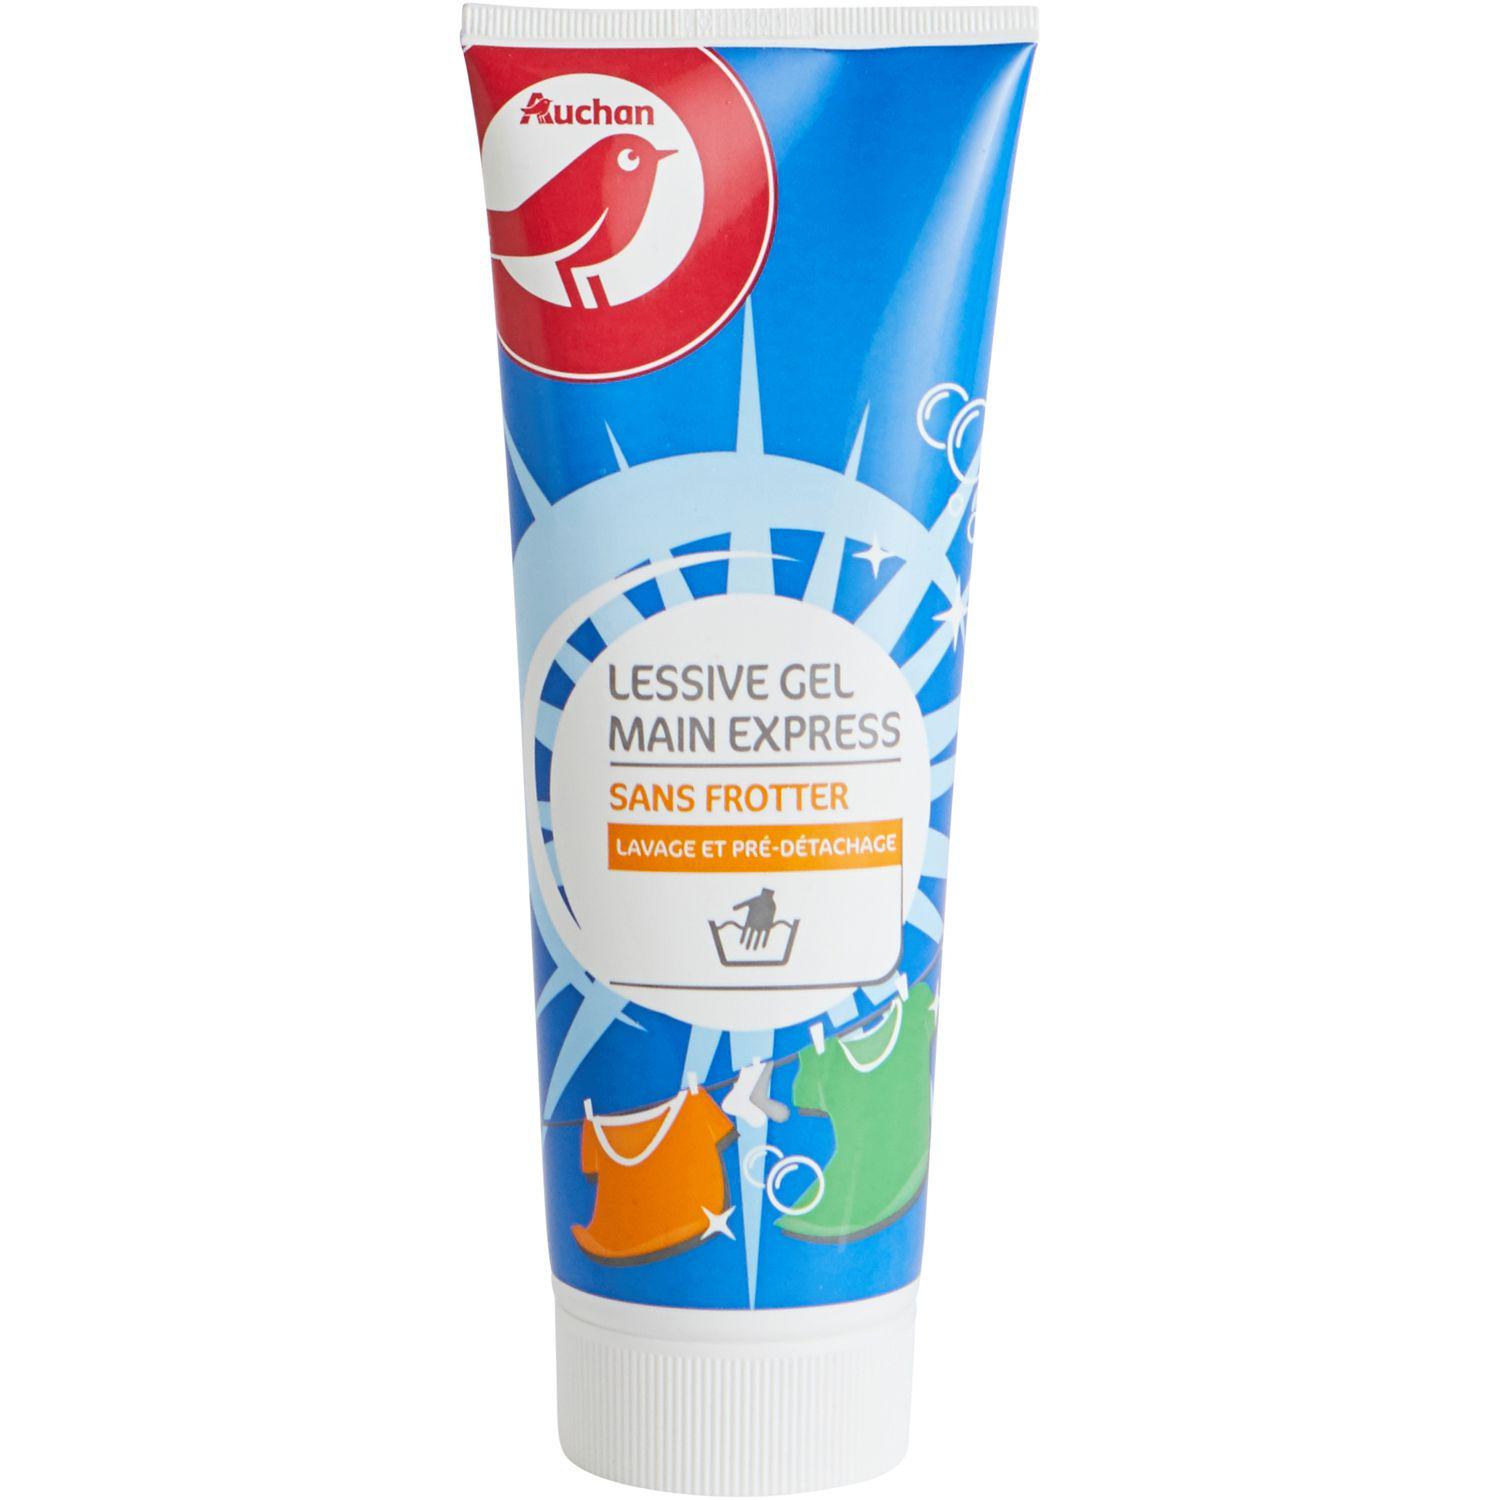 Auchan
LESSIVE GEL
MAIN EXPRESS
SANS FROTTER
LAVAGE ET PRÉ-DÉTACHAGE